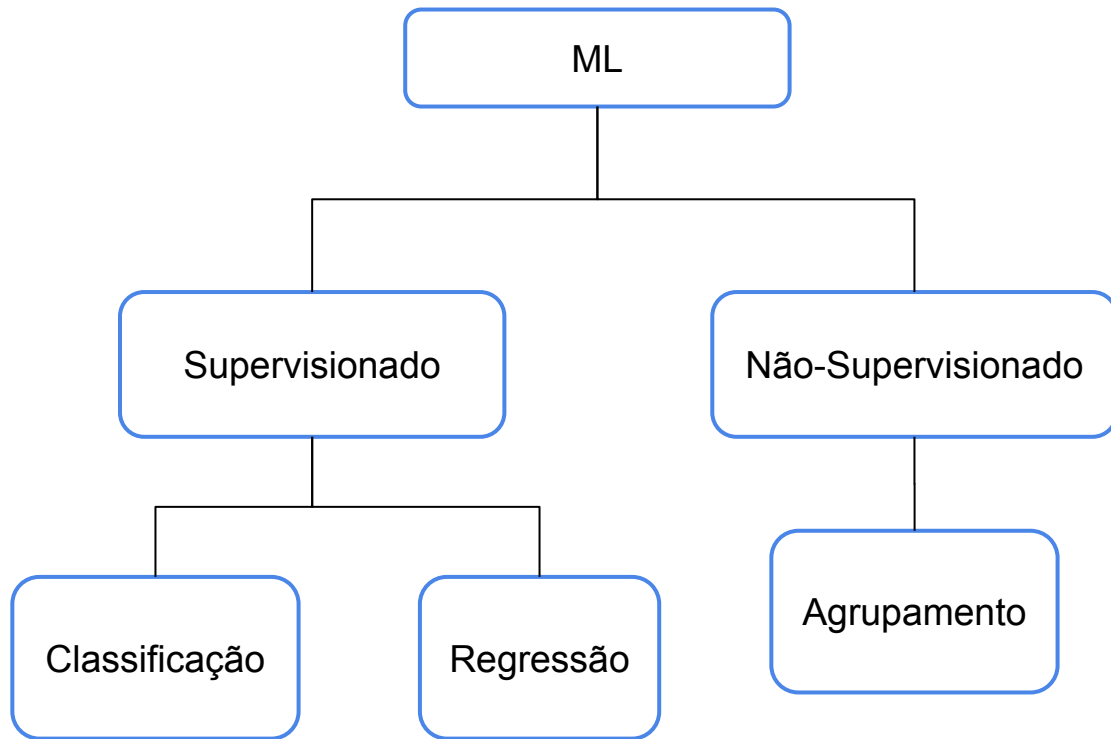 ML
Supervisionado
Não-Supervisionado
Classificação
Regressão
Agrupamento